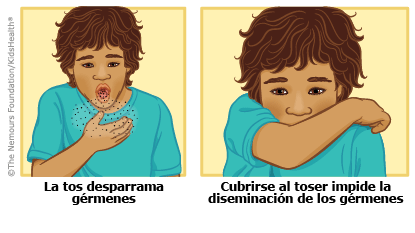 ©The Nemours Foundation/KidsHealth®
La tos desparrama
gérmenes
Cubrirse al toser impide la
diseminación de los gérmenes